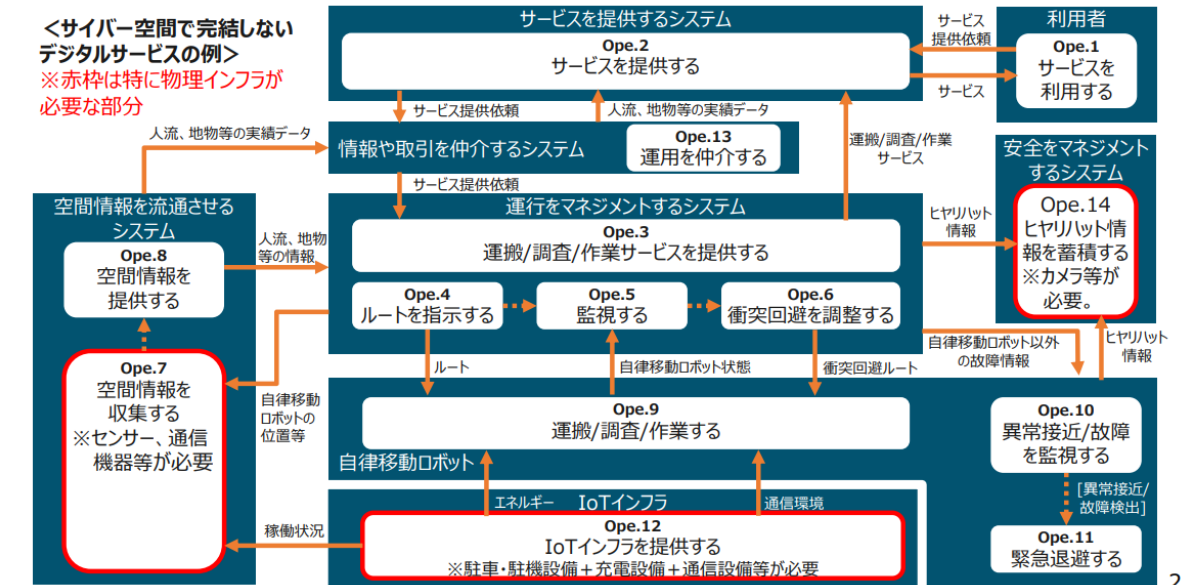 ＜サイバー空間で完結しない
デジタルサービスの例＞
※赤枠は特に物理インフラが
必要な部分
サービスを提供するシステム
Ope.2
サービスを提供する
サービス
提供依頼
サービス
利用者
Ope.1
サービスを
利用する
サービス提供依頼
人流、地物等の実績データ
人流、地物等の実績データ
情報や取引を仲介するシステム
Ope.13
運用を仲介する
運搬/調査/作業
サービス
サービス提供依頼
安全をマネジメント
するシステム
Ope.14
ヒヤリハット情
報を蓄積する
※カメラ等が
必要。
ヒヤリハット
情報
空間情報を流通させる
システム
Ope.8
空間情報を
提供する
人流、地物
等の情報
運行をマネジメントするシステム
Ope.3
運搬/調査/作業サービスを提供する
Ope.4
ルートを指示する
Ope.5
監視する
Ope.6
衝突回避を調整する
自律移動ロボット以外
の故障情報
ヒヤリハット
情報
Ope.7
空間情報を
収集する
※センサー、通信
機器等が必要
自律移動
ロボットの
位置等
ルート
自律移動ロボット状態
衝突回避ルート
Ope.9
運搬/調査/作業する
自律移動ロボット
Ope.10
異常接近/故障
を監視する
[異常接近/
故障検出]
Ope.11
緊急退避する
エネルギー
IoTインフラ
通信環境
Ope.12
IoTインフラを提供する
※駐車・駐機設備＋充電設備＋通信設備等が必要
稼働状況
2